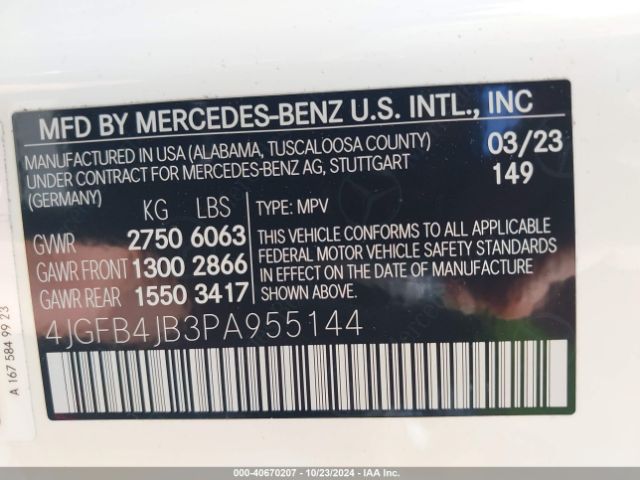 MFD BY MERCEDES-BENZ U.S. INTL., INC
MANUFACTURED IN USA (ALABAMA, TUSCALOOSA COUNTY) 03/23
UNDER CONTRACT FOR MERCEDES-BENZ AG, STUTTGART 149
(GERMANY)
KG LBS TYPE: MPV
GVWR 2750 6063
GAWR FRONT 1300 2866
GAWR REAR 1550 3417
THIS VEHICLE CONFORMS TO ALL APPLICABLE
FEDERAL MOTOR VEHICLE SAFETY STANDARDS
IN EFFECT ON THE DATE OF MANUFACTURE
SHOWN ABOVE.
4JGFB4JB3PA955144
A 167 584 99 23
000-40670207 - 10/23/2024 - IAA Inc.